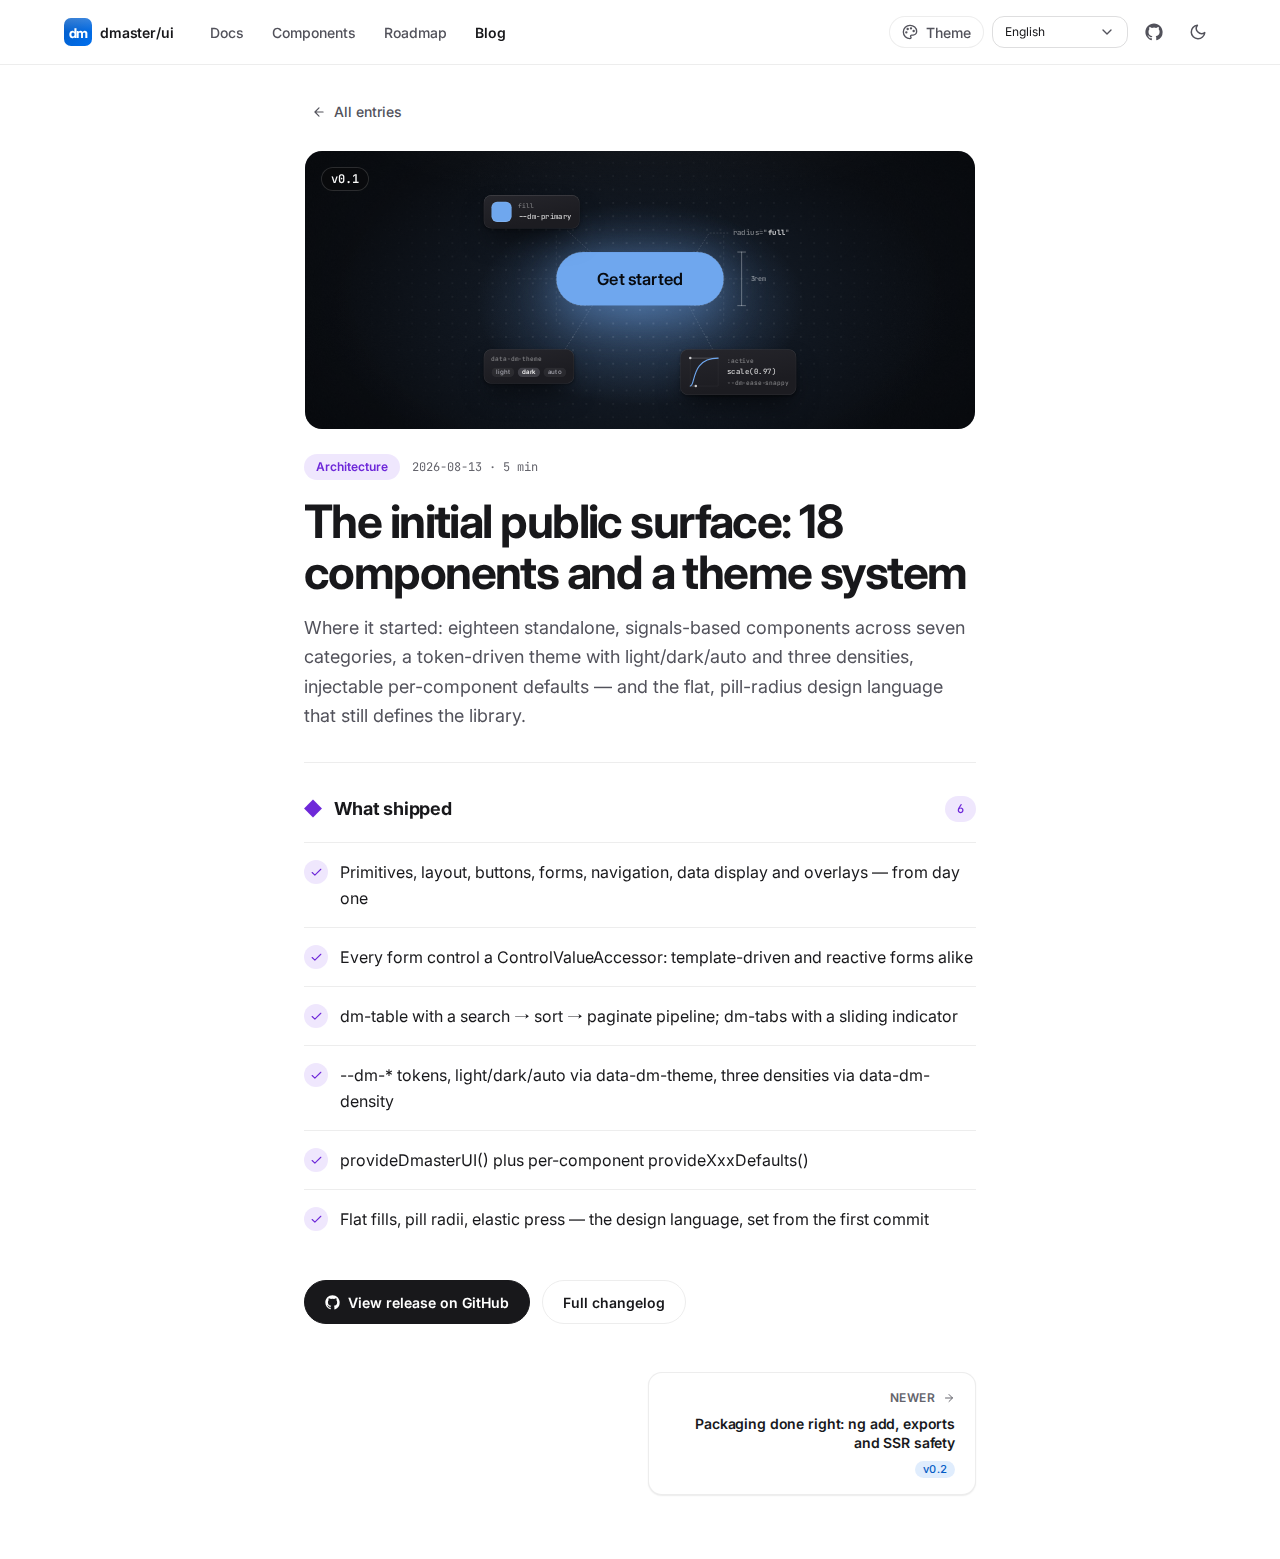 dm dmaster/ui Docs Components Roadmap Blog Theme English
All entries
v0.1
fill
--dm-primary
radius="full"
Get started
3rem
data-dm-theme
light dark auto
:active
scale(0.97)
--dm-ease-snappy
Architecture 2026-08-13 · 5 min
The initial public surface: 18
components and a theme system
Where it started: eighteen standalone, signals-based components across seven
categories, a token-driven theme with light/dark/auto and three densities,
injectable per-component defaults — and the flat, pill-radius design language
that still defines the library.
What shipped 6
Primitives, layout, buttons, forms, navigation, data display and overlays — from day
one
Every form control a ControlValueAccessor: template-driven and reactive forms alike
dm-table with a search → sort → paginate pipeline; dm-tabs with a sliding indicator
--dm-* tokens, light/dark/auto via data-dm-theme, three densities via data-dm-
density
provideDmasterUI() plus per-component provideXxxDefaults()
Flat fills, pill radii, elastic press — the design language, set from the first commit
View release on GitHub Full changelog
NEWER
Packaging done right: ng add, exports
and SSR safety
v0.2